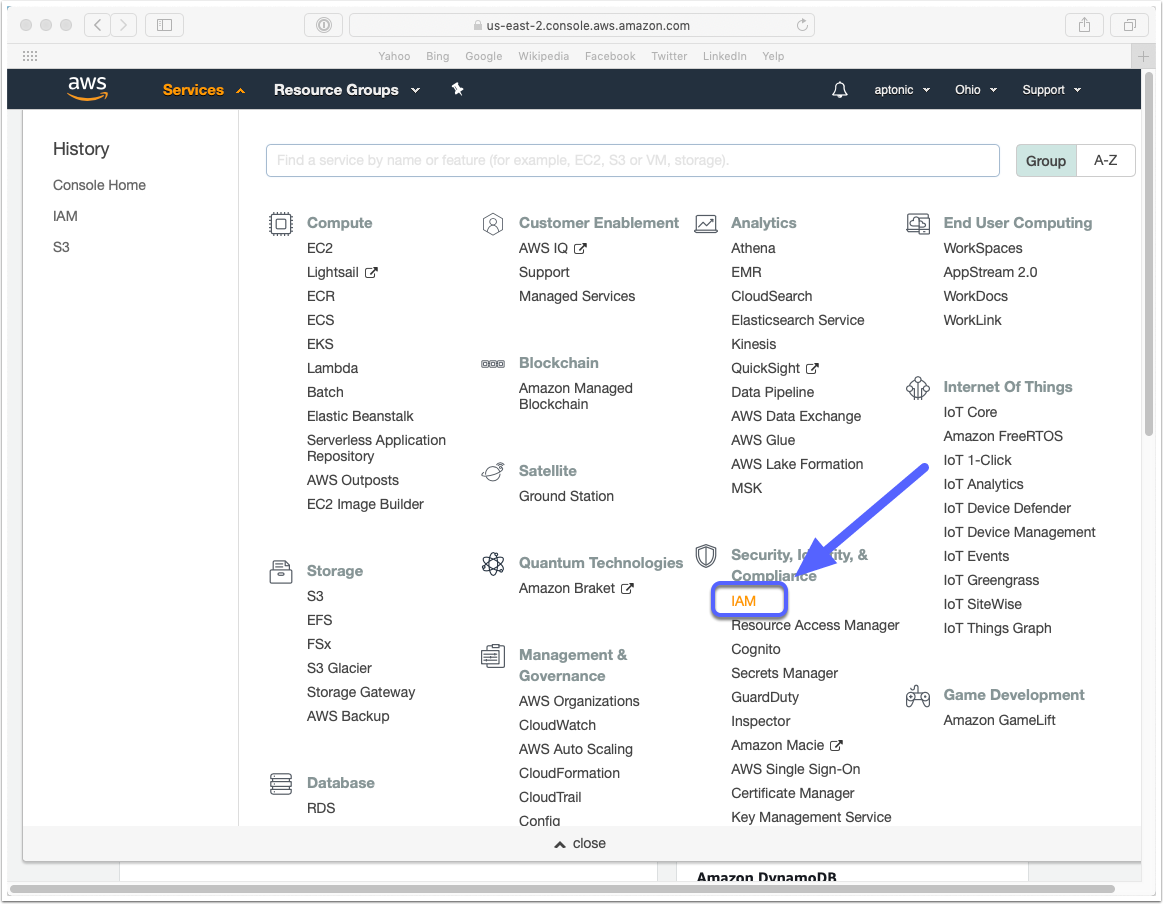 us-east-2.console.aws.amazon.com
Yahoo Bing Google Wikipedia Facebook Twitter LinkedIn Yelp
aws Services Resource Groups aptonic Ohio Support
History
Console Home
IAM
S3
Find a service by name or feature (for example, EC2, S3 or VM, storage).
Group A-Z
Compute
EC2
Lightsail
ECR
ECS
EKS
Lambda
Batch
Elastic Beanstalk
Serverless Application
Repository
AWS Outposts
EC2 Image Builder
Storage
S3
EFS
FSx
S3 Glacier
Storage Gateway
AWS Backup
Database
RDS
Customer Enablement
AWS IQ
Support
Managed Services
Blockchain
Amazon Managed
Blockchain
Satellite
Ground Station
Quantum Technologies
Amazon Braket
Management &
Governance
AWS Organizations
CloudWatch
AWS Auto Scaling
CloudFormation
CloudTrail
Config
Analytics
Athena
EMR
CloudSearch
Elasticsearch Service
Kinesis
QuickSight
Data Pipeline
AWS Data Exchange
AWS Glue
AWS Lake Formation
MSK
Security, Identity, &
Compliance
IAM
Resource Access Manager
Cognito
Secrets Manager
GuardDuty
Inspector
Amazon Macie
AWS Single Sign-On
Certificate Manager
Key Management Service
End User Computing
WorkSpaces
AppStream 2.0
WorkDocs
WorkLink
Internet Of Things
IoT Core
Amazon FreeRTOS
IoT 1-Click
IoT Analytics
IoT Device Defender
IoT Device Management
IoT Events
IoT Greengrass
IoT SiteWise
IoT Things Graph
Game Development
Amazon GameLift
close
Amazon DynamoDB